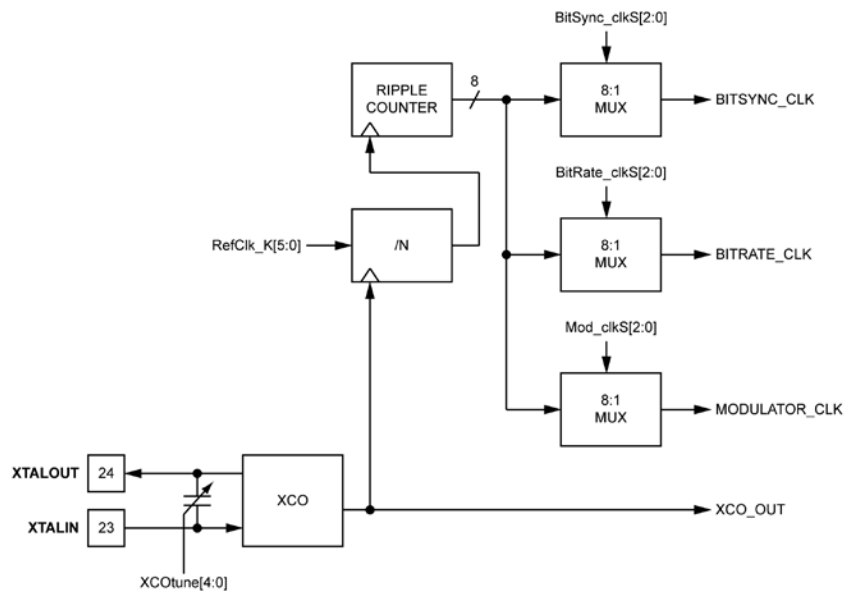 BitSync_clkS[2:0]
RIPPLE
COUNTER
8
8:1
MUX
BITSYNC_CLK
BitRate_clkS[2:0]
RefClk_K[5:0]
/N
8:1
MUX
BITRATE_CLK
Mod_clkS[2:0]
8:1
MUX
MODULATOR_CLK
XTALOUT
24
XCO
XTALIN
23
XCO_OUT
XCOtune[4:0]